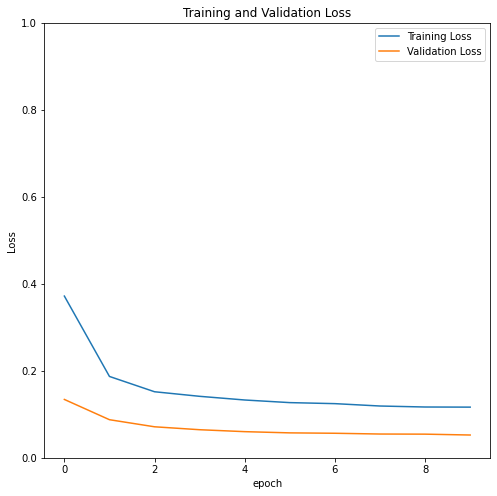 Training and Validation Loss
Training Loss
Validation Loss
1.0
0.8
0.6
0.4
0.2
0.0
Loss
0 2 4 6 8
epoch